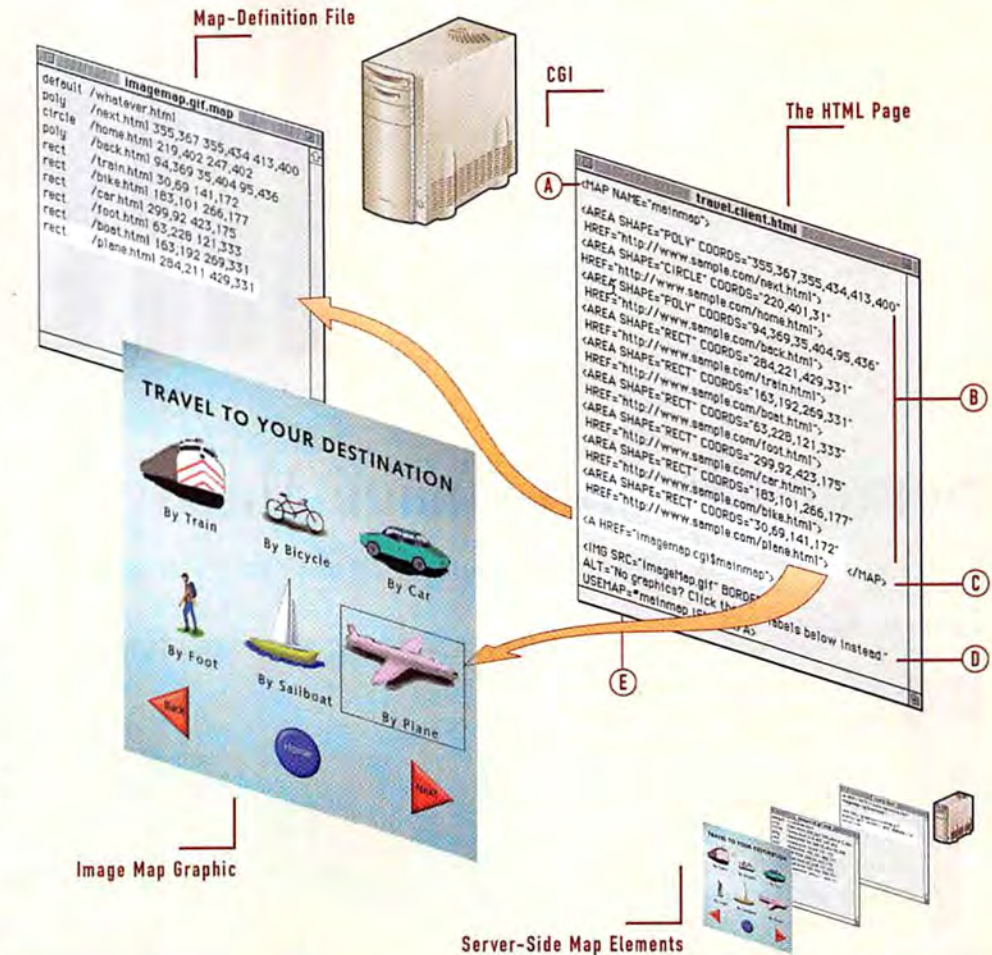 Map-Definition File
imagemap.gif.map
default /whatever.html
poly /next.html 355,367 355,434 413,400
circle /home.html 219,402 247,402
poly /back.html 94,369 35,404 95,436
rect /train.html 30,69 141,172
rect /bike.html 183,101 266,177
rect /car.html 299,92 423,175
rect /foot.html 63,228 121,333
rect /boat.html 163,192 269,331
rect /plane.html 284,211 429,331
CGI
The HTML Page
travel.client.html
A
<MAP NAME="mainmap">
<AREA SHAPE="POLY" COORDS="355,367,355,434,413,400"
HREF="http://www.sample.com/next.html">
<AREA SHAPE="CIRCLE" COORDS="220,401,31"
HREF="http://www.sample.com/home.html">
<AREA SHAPE="POLY" COORDS="94,369,35,404,95,436"
HREF="http://www.sample.com/back.html">
<AREA SHAPE="RECT" COORDS="284,221,429,331"
HREF="http://www.sample.com/train.html">
<AREA SHAPE="RECT" COORDS="163,192,269,331"
HREF="http://www.sample.com/boat.html">
<AREA SHAPE="RECT" COORDS="63,228,121,333"
HREF="http://www.sample.com/foot.html">
<AREA SHAPE="RECT" COORDS="299,92,423,175"
HREF="http://www.sample.com/car.html">
<AREA SHAPE="RECT" COORDS="183,101,266,177"
HREF="http://www.sample.com/bike.html">
<AREA SHAPE="RECT" COORDS="30,69,141,172"
HREF="http://www.sample.com/plane.html"> </MAP>
<A HREF="imagemap.cgi$mainmap">
<IMG SRC="ImageMap.gif"
ALT="No graphics? Click labels below instead"
USEMAP="#mainmap
B
C
D
E
TRAVEL TO YOUR DESTINATION
By Train
By Bicycle
By Car
By Foot
By Sailboat
By Plane
Back
Home
Next
Image Map Graphic
TRAVEL TO YOUR DESTINATION
Server-Side Map Elements